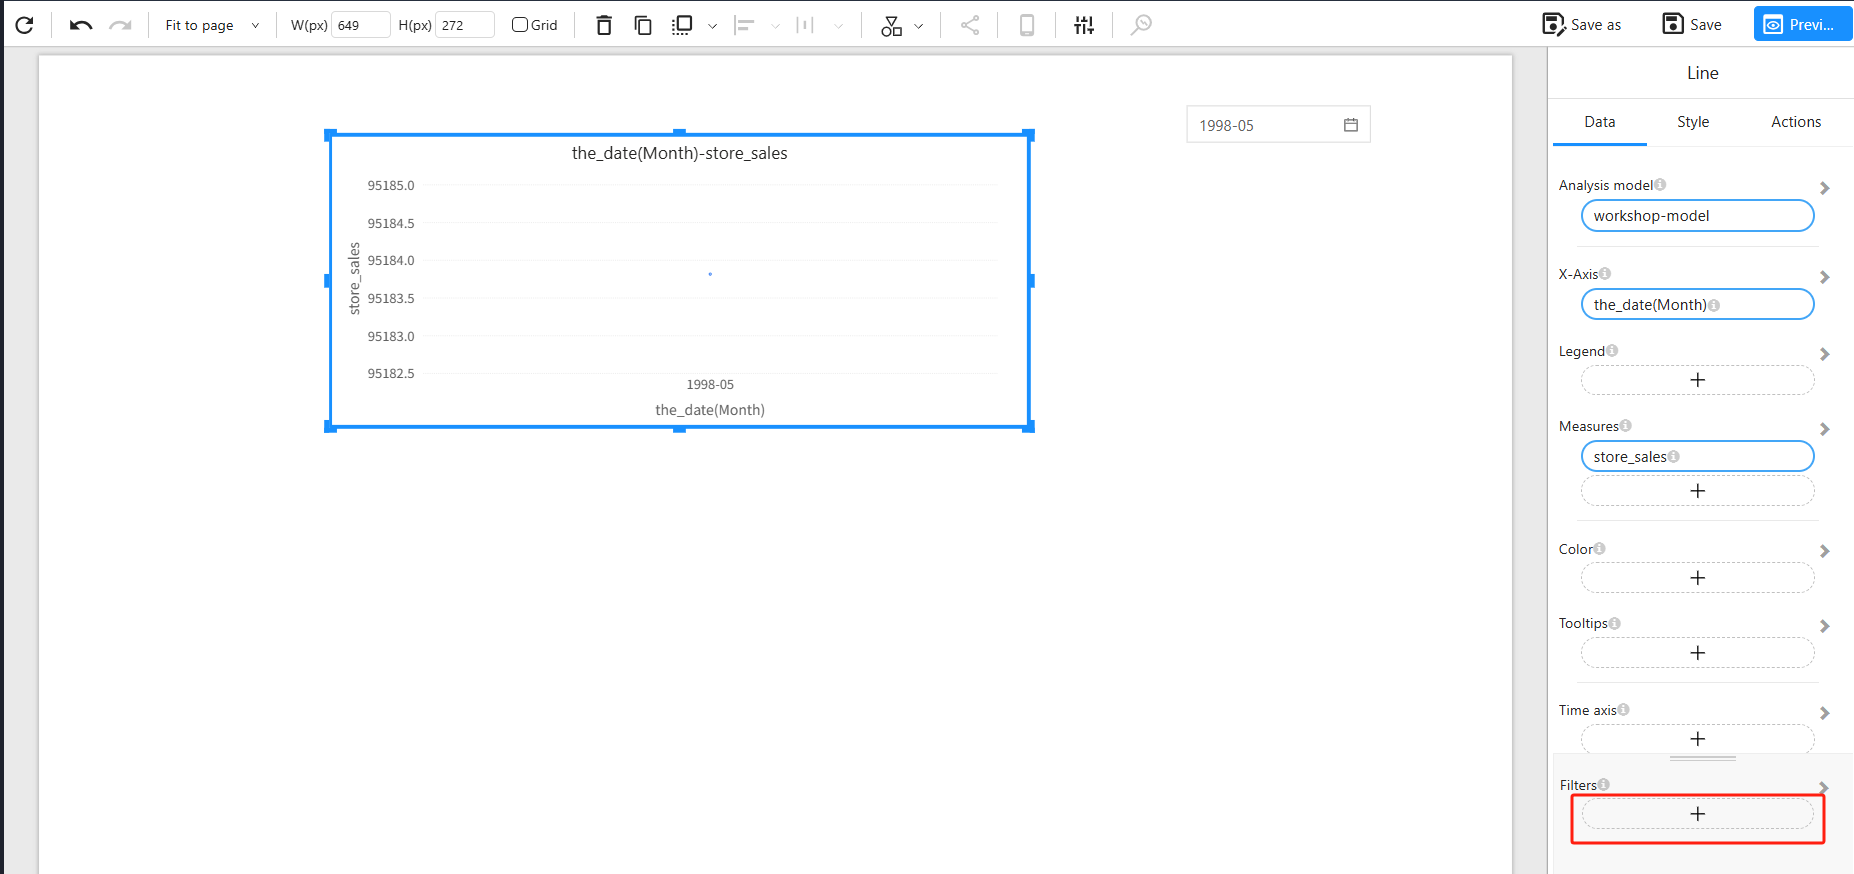 Fit to page W(px) 649 H(px) 272 Grid Save as Save Previ...
Line
Data Style Actions
1998-05
the_date(Month)-store_sales
95185.0
95184.5
95184.0
95183.5
95183.0
95182.5
store_sales
1998-05
the_date(Month)
Analysis model
workshop-model
X-Axis
the_date(Month)
Legend
Measures
store_sales
Color
Tooltips
Time axis
Filters